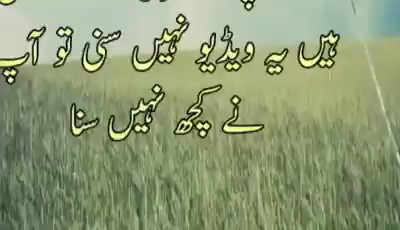 ہیں یہ ویڈیو نہیں سنی تو آپ
نے کچھ نہیں سنا